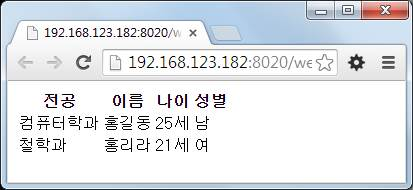 192.168.123.182:8020/we
192.168.123.182:8020/we
전공 이름 나이 성별
컴퓨터학과 홍길동 25세 남
철학과 홍리라 21세 여